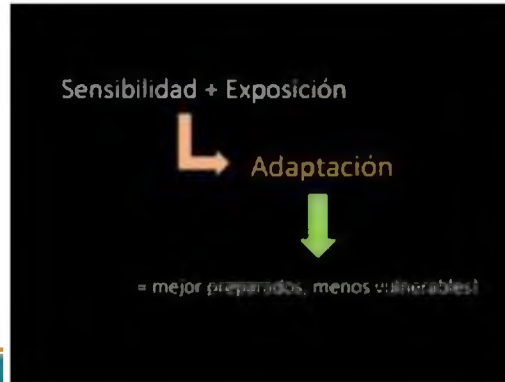 Sensibilidad + Exposición
Adaptación
= mejor preparados, menos vulnerables!